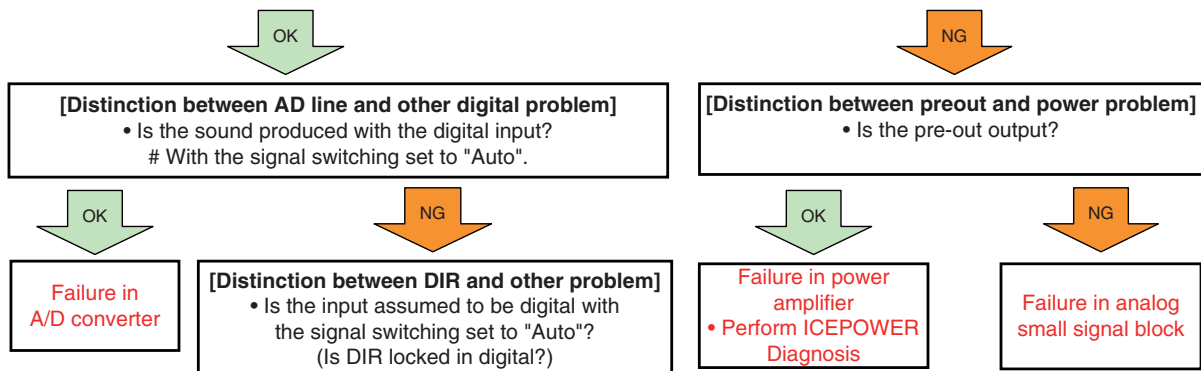 OK
NG
[Distinction between AD line and other digital problem]
• Is the sound produced with the digital input?
# With the signal switching set to "Auto".
[Distinction between preout and power problem]
• Is the pre-out output?
OK
NG
OK
NG
Failure in
A/D converter
[Distinction between DIR and other problem]
• Is the input assumed to be digital with
the signal switching set to "Auto"?
(Is DIR locked in digital?)
Failure in power
amplifier
• Perform ICEPOWER
Diagnosis
Failure in analog
small signal block